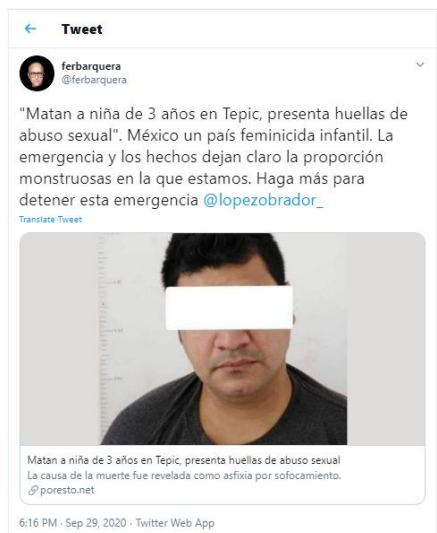 Tweet
ferbarquera
@ferbarquera
"Matan a niña de 3 años en Tepic, presenta huellas de
abuso sexual". México un país feminicida infantil. La
emergencia y los hechos dejan claro la proporción
monstruosas en la que estamos. Haga más para
detener esta emergencia @lopezobrador_
Translate Tweet
Matan a niña de 3 años en Tepic, presenta huellas de abuso sexual
La causa de la muerte fue revelada como asfixia por sofocamiento.
poresto.net
6:16 PM · Sep 29, 2020 · Twitter Web App